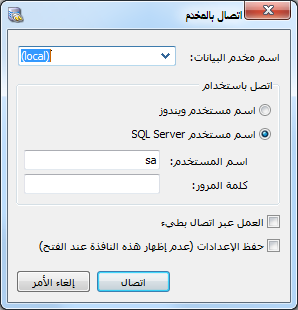 اتصال بالمخدم
اسم مخدم البيانات:
(local)
اتصل باستخدام
اسم مستخدم ويندوز
اسم مستخدم SQL Server
اسم المستخدم:
sa
كلمة المرور:
العمل عبر اتصال بطيء
حفظ الإعدادات (عدم إظهار هذه النافذة عند الفتح)
اتصال
إلغاء الأمر